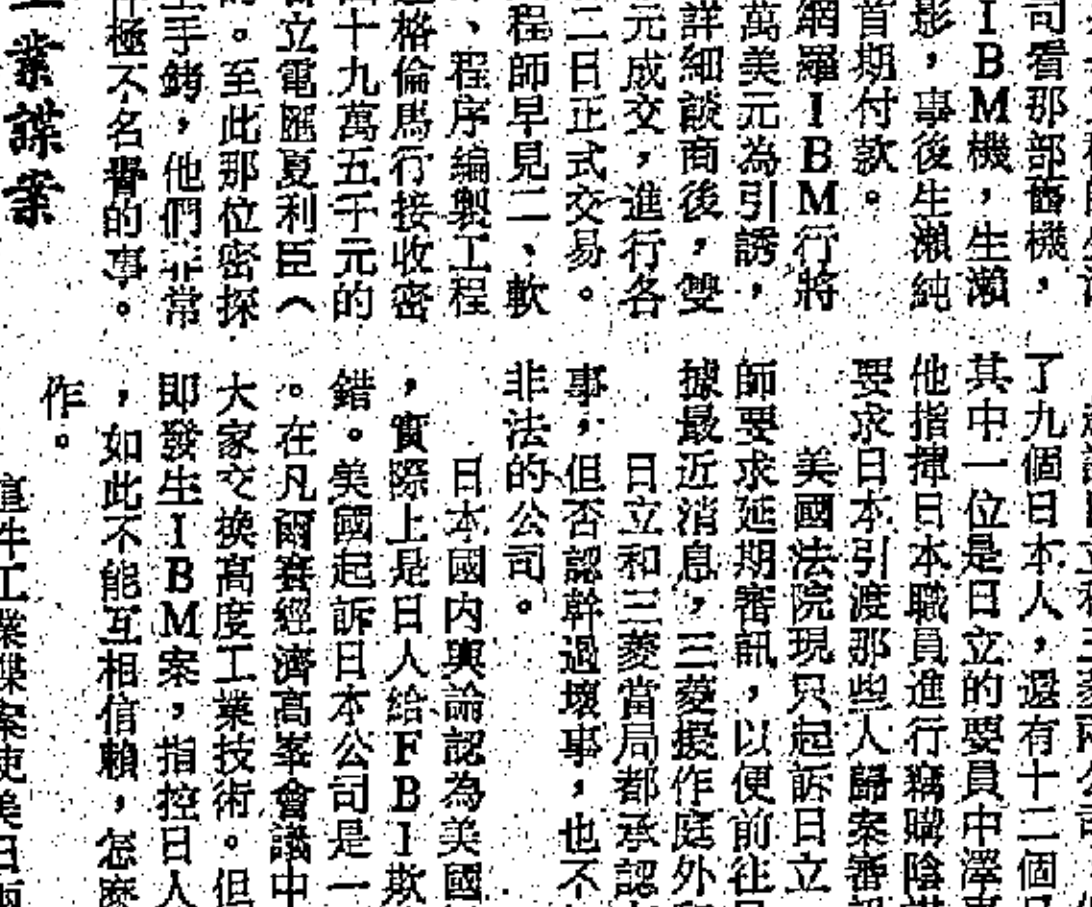 司看那部舊機，
IBM機，生瀨
影，事後生瀨純
首期付款。
網羅IBM行將
萬美元為引誘，
詳細談商後，雙
元成交，進行各
二日正式交易。
程師早見二、軟
、程序編製工程
格倫馬行接收密
十九萬五千元的
立電匯夏利臣（
。至此那位密探
手銬，他們非常
極不名譽的事。
業諜案
了九個日本人，還有十二個
其中一位是日立的要員中澤
他指揮日本職員進行竊購陰謀
要求日本引渡那些人歸案審
美國法院現只起訴日立
師要求延期審訊，以便前往
據最近消息，三菱擬作庭外
日立和三菱當局都承認
事，但否認幹過壞事，也不
非法的公司。
日本國內輿論認為美國
，實際上是日人給FBI欺
錯。美國起訴日本公司是一
。在凡爾賽經濟高峯會議中
大家交換高度工業技術。但
即發生IBM案，指控日人
，如此不能互相信賴，怎麼
作。
這件工業諜案使美日兩